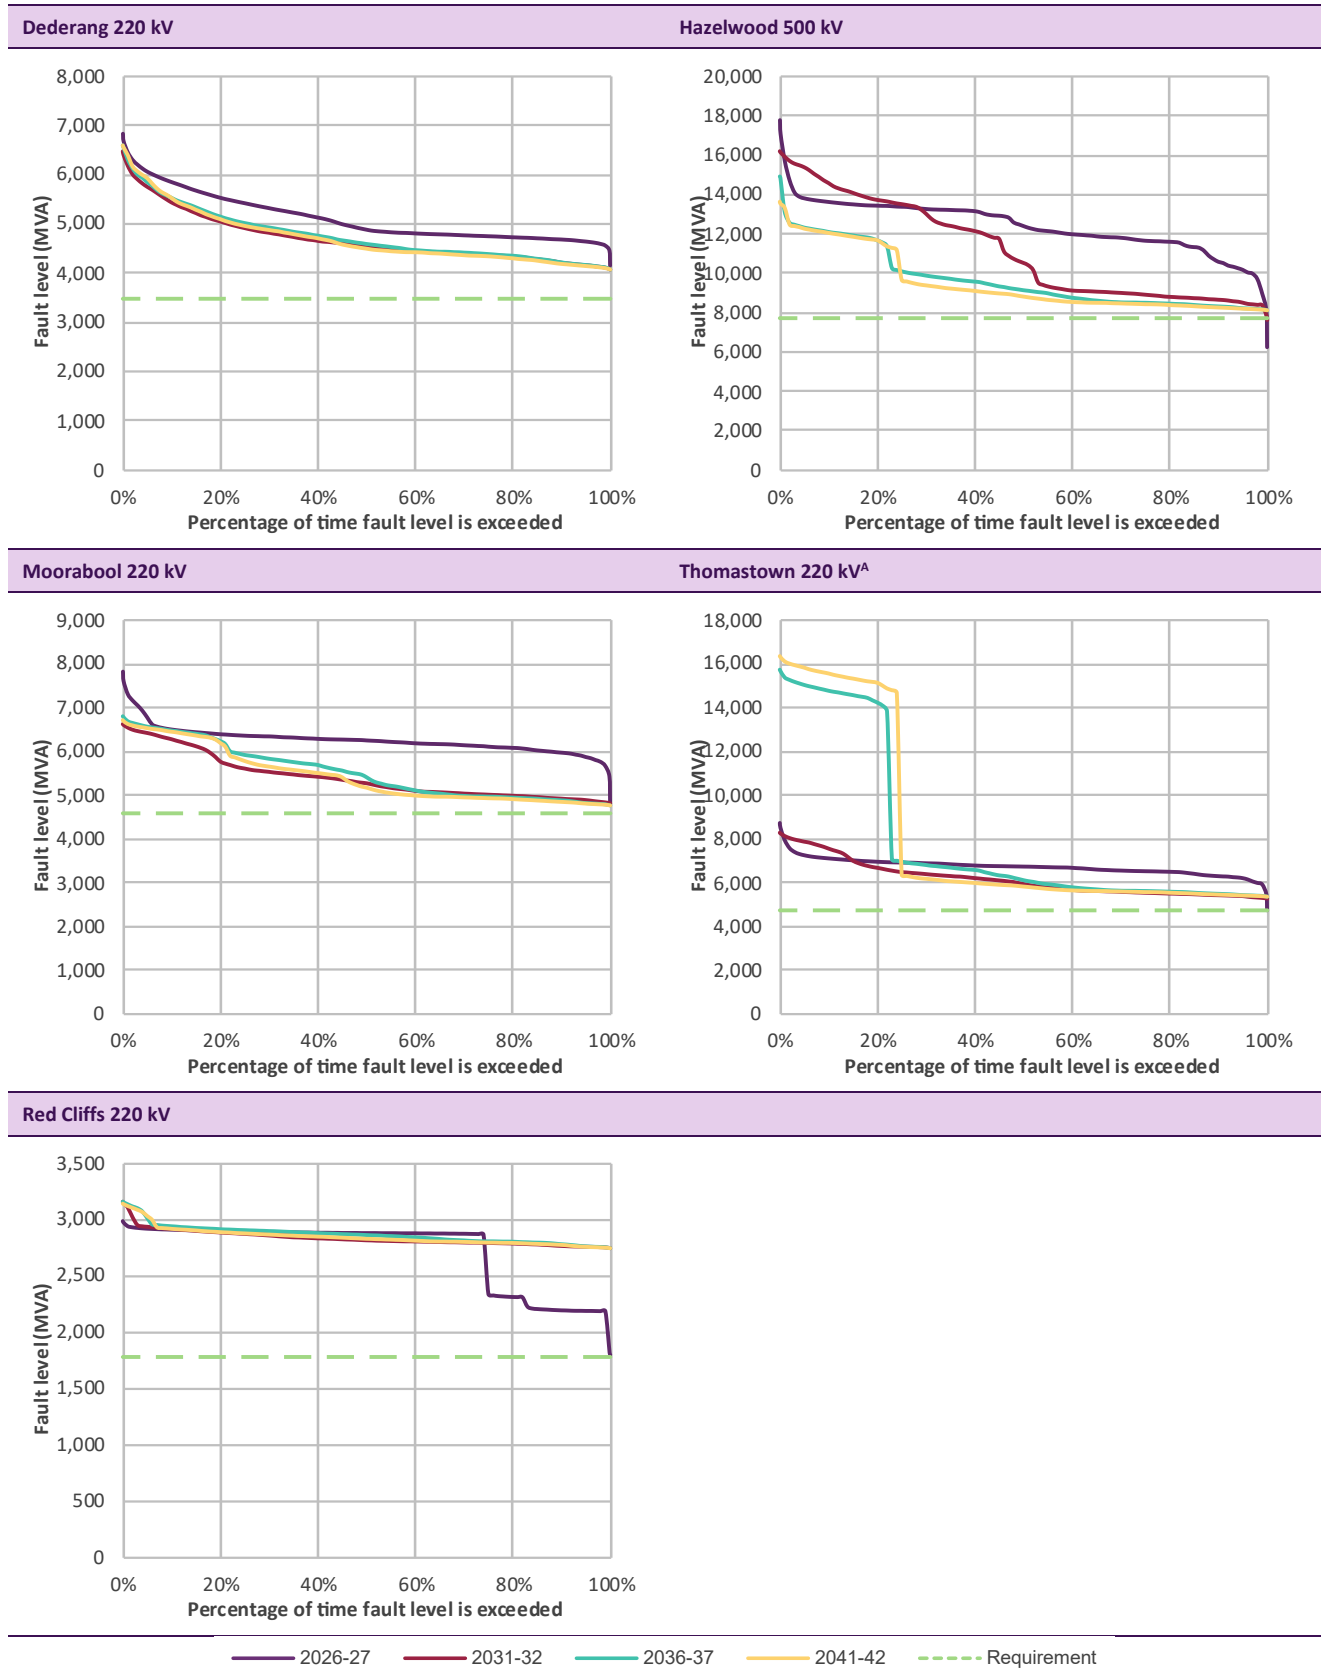 Dederang 220 kV
Hazelwood 500 kV
8,000
7,000
6,000
5,000
4,000
3,000
2,000
1,000
0
Fault level (MVA)
0% 20% 40% 60% 80% 100%
Percentage of time fault level is exceeded
20,000
18,000
16,000
14,000
12,000
10,000
8,000
6,000
4,000
2,000
0
Fault level (MVA)
0% 20% 40% 60% 80% 100%
Percentage of time fault level is exceeded
Moorabool 220 kV
Thomastown 220 kVA
9,000
8,000
7,000
6,000
5,000
4,000
3,000
2,000
1,000
0
Fault level (MVA)
0% 20% 40% 60% 80% 100%
Percentage of time fault level is exceeded
18,000
16,000
14,000
12,000
10,000
8,000
6,000
4,000
2,000
0
Fault level (MVA)
0% 20% 40% 60% 80% 100%
Percentage of time fault level is exceeded
Red Cliffs 220 kV
3,500
3,000
2,500
2,000
1,500
1,000
500
0
Fault level (MVA)
0% 20% 40% 60% 80% 100%
Percentage of time fault level is exceeded
2026-27 2031-32 2036-37 2041-42 Requirement